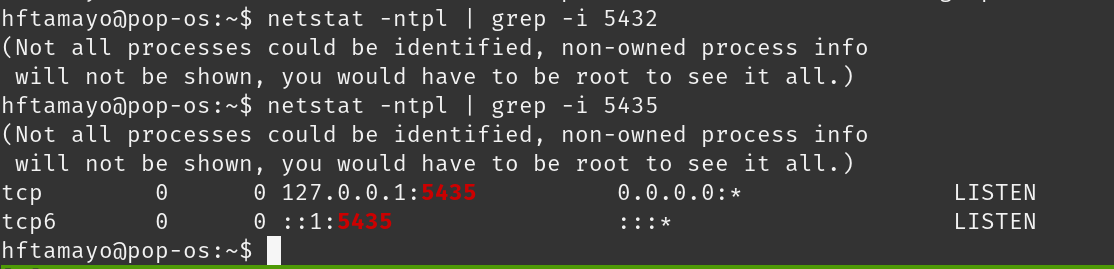 hftamayo@pop-os:~$ netstat -ntpl | grep -i 5432
(Not all processes could be identified, non-owned process info
 will not be shown, you would have to be root to see it all.)
hftamayo@pop-os:~$ netstat -ntpl | grep -i 5435
(Not all processes could be identified, non-owned process info
 will not be shown, you would have to be root to see it all.)
tcp        0      0 127.0.0.1:5435          0.0.0.0:*               LISTEN
tcp6       0      0 ::1:5435                :::*                    LISTEN
hftamayo@pop-os:~$